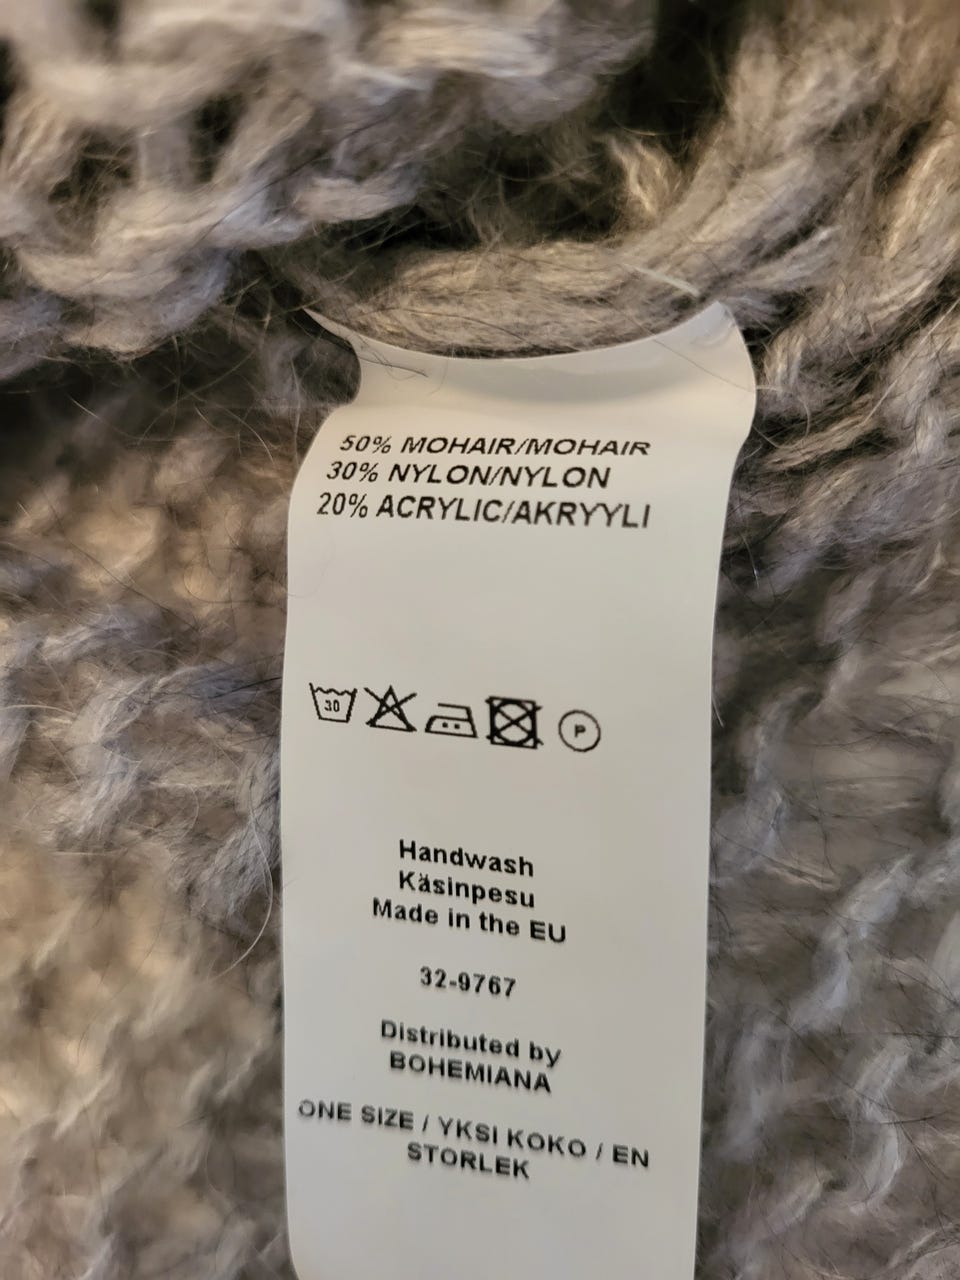 50% MOHAIR/MOHAIR
30% NYLON/NYLON
20% ACRYLIC/AKRYYLI
30
P
Handwash
Käsinpesu
Made in the EU
32-9767
Distributed by
BOHEMIANA
ONE SIZE / YKSI KOKO / EN
STORLEK